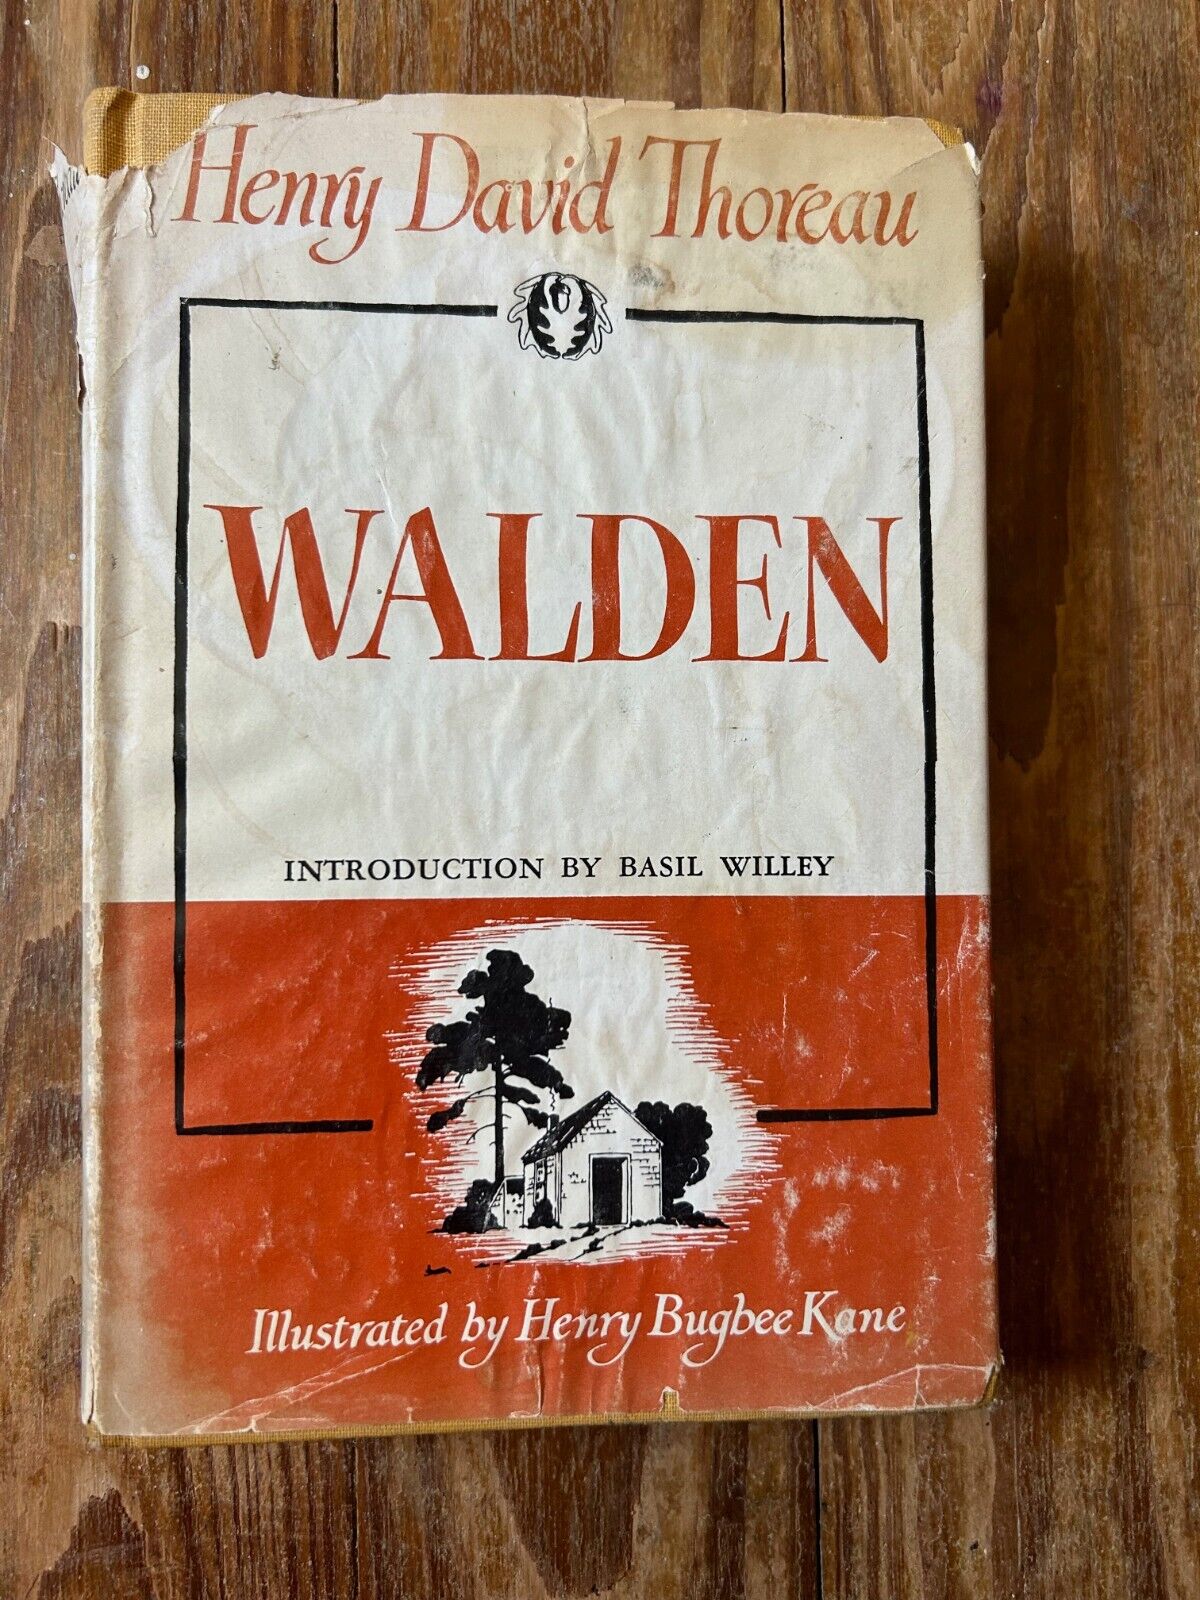 Henry David Thoreau
WALDEN
INTRODUCTION BY BASIL WILLEY
Illustrated by Henry Bugbee Kane